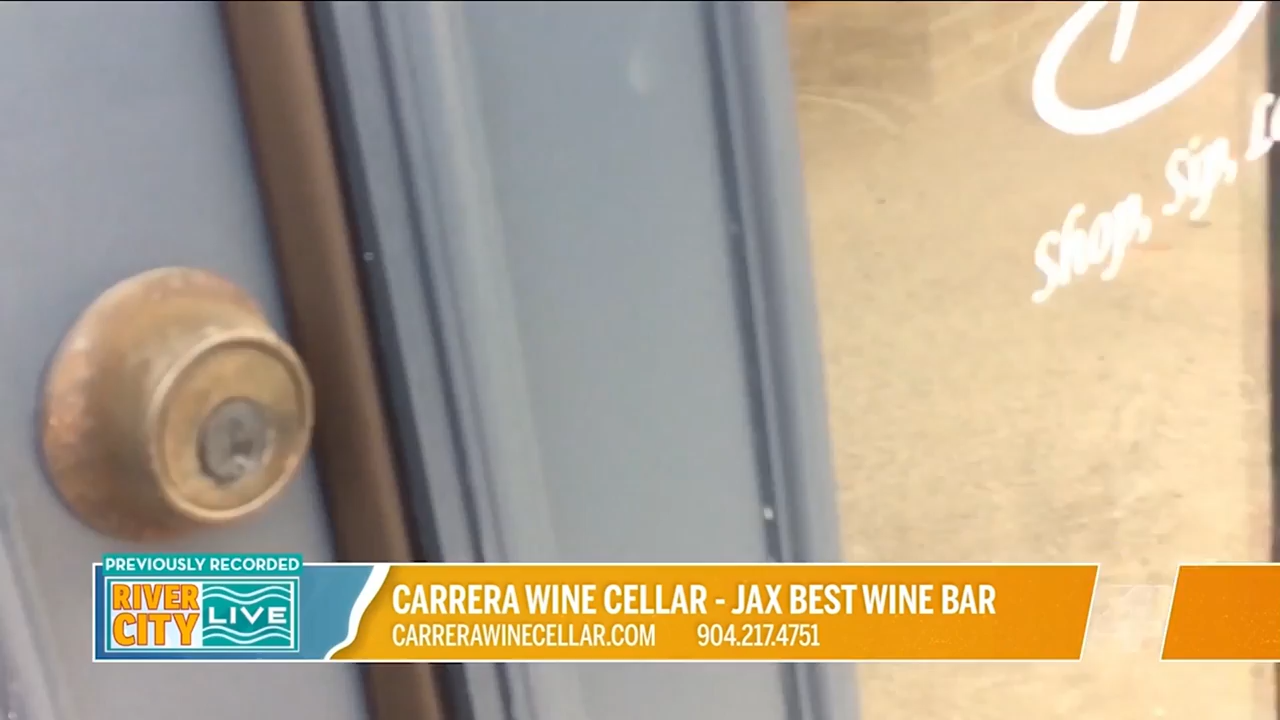 Shop, Sip,
PREVIOUSLY RECORDED
RIVER
CITY
LIVE
CARRERA WINE CELLAR - JAX BEST WINE BAR
CARRERAWINECELLAR.COM 904.217.4751